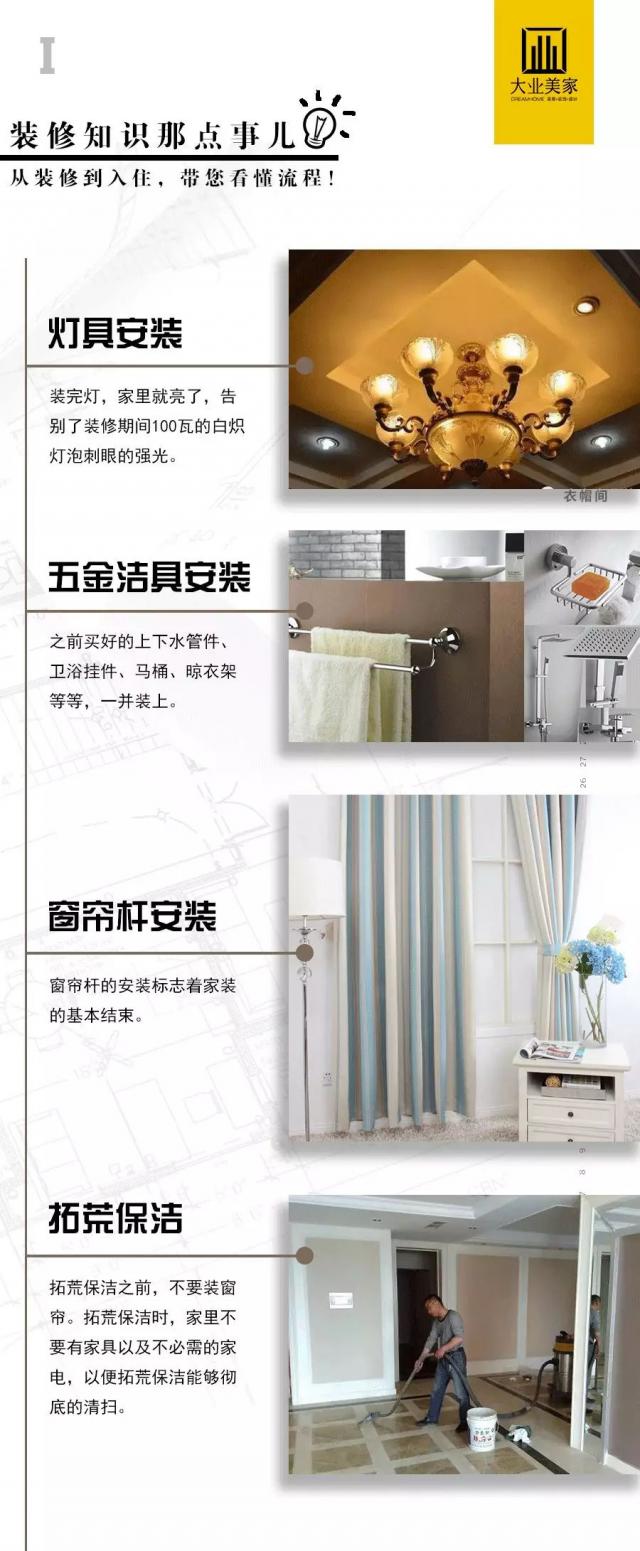 I
大业美家
装修知识那点事儿
从装修到入住，带您看懂流程！
灯具安装
装完灯，家里就亮了，告
别了装修期间100瓦的白炽
灯泡刺眼的强光。
衣帽间
五金洁具安装
之前买好的上下水管件、
卫浴挂件、马桶、晾衣架
等等，一并装上。
窗帘杆安装
窗帘杆的安装标志着家装
的基本结束。
拓荒保洁
拓荒保洁之前，不要装窗
帘。拓荒保洁时，家里不
要有家具以及不必需的家
电，以便拓荒保洁能够彻
底的清扫。